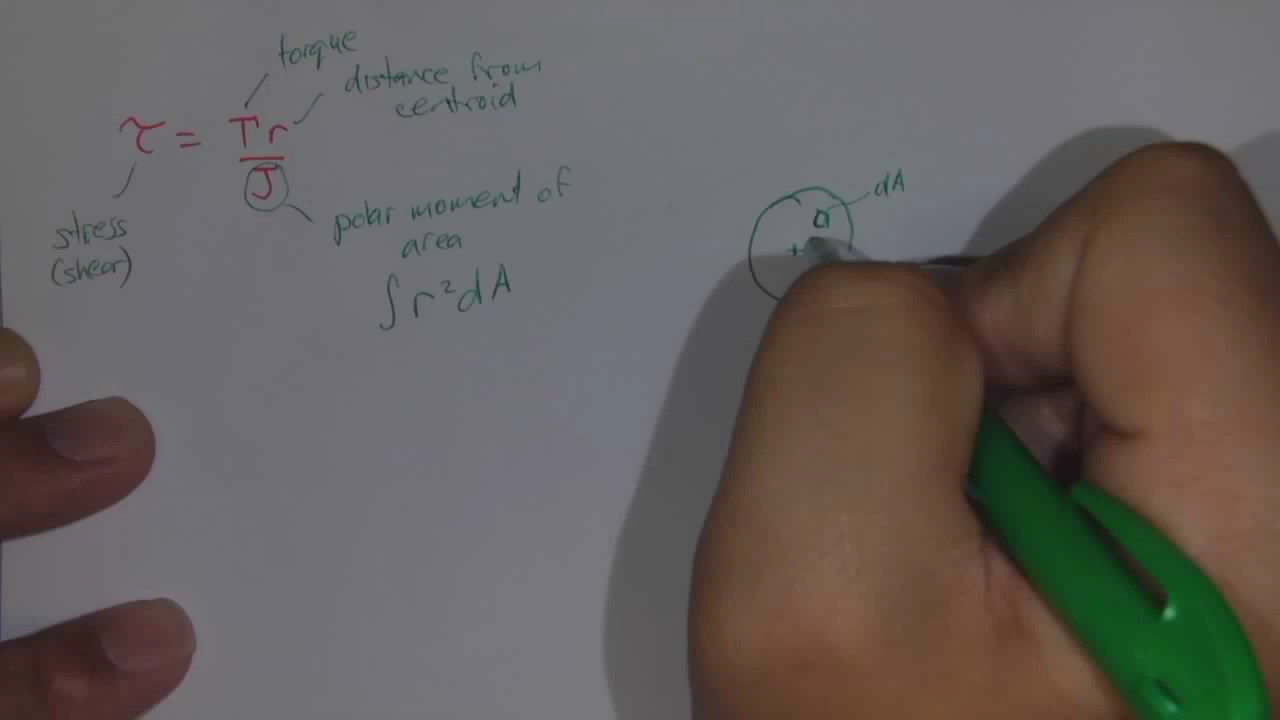 torque
distance from
centroid
τ = Tr
J
stress
(shear)
polar moment of
area
∫r²dA
dA
+